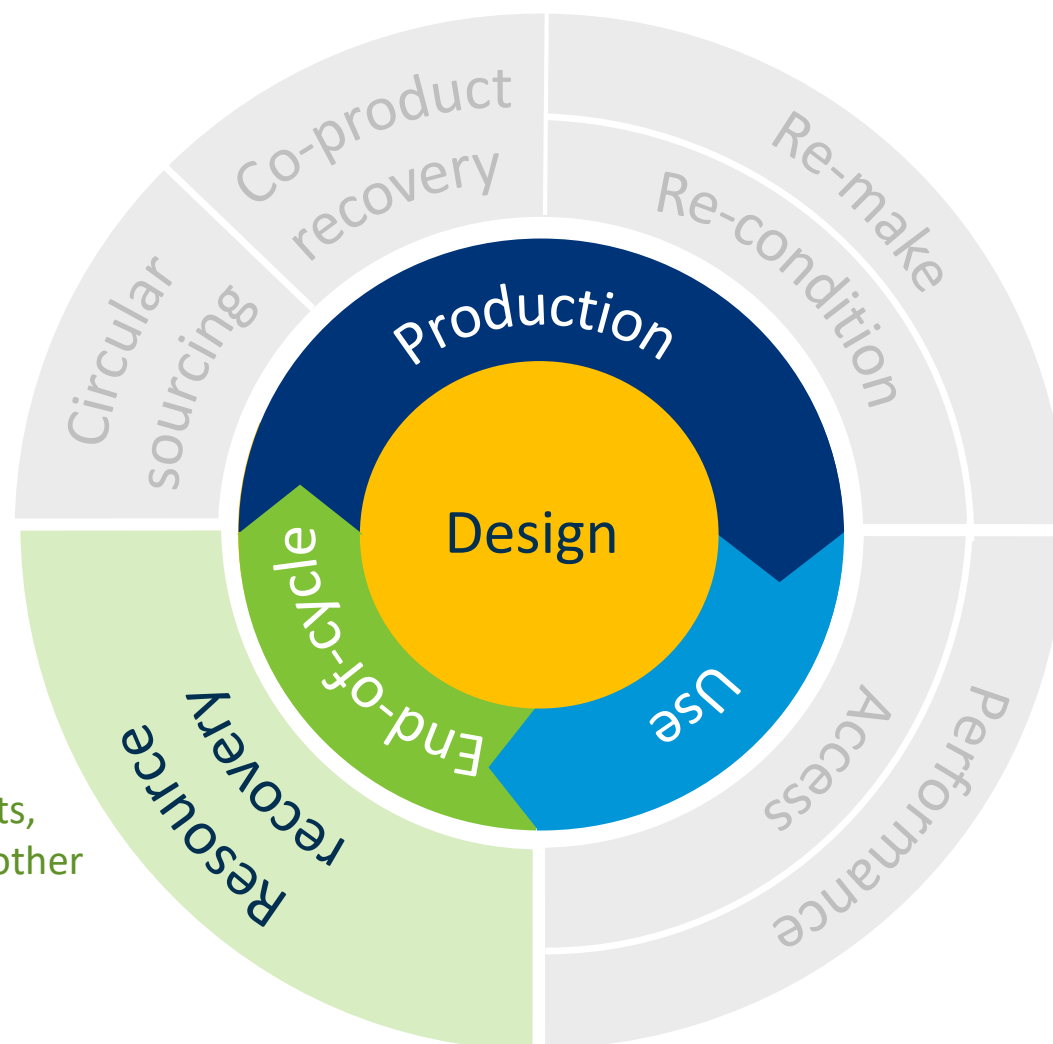 Co-product
recovery
Re-make
Re-condition
Circular
sourcing
Production
Design
End-of-cycle
Use
Resource
recovery
Access
Performance
ts,
other